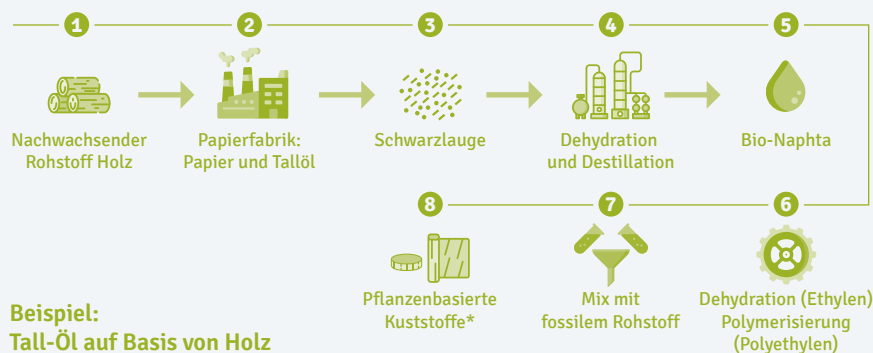 1
2
3
4
5
Nachwachsender
Rohstoff Holz
Papierfabrik:
Papier und Tallöl
Schwarzlauge
Dehydration
und Destillation
Bio-Naphta
6
Dehydration (Ethylen)
Polymerisierung
(Polyethylen)
7
Mix mit
fossilem Rohstoff
8
Pflanzenbasierte
Kuststoffe*
Beispiel:
Tall-Öl auf Basis von Holz